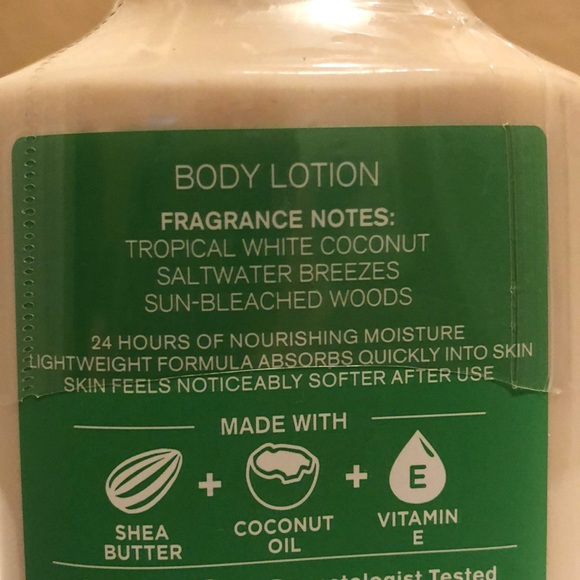 BODY LOTION
FRAGRANCE NOTES:
TROPICAL WHITE COCONUT
SALTWATER BREEZES
SUN-BLEACHED WOODS
24 HOURS OF NOURISHING MOISTURE
LIGHTWEIGHT FORMULA ABSORBS QUICKLY INTO SKIN
SKIN FEELS NOTICEABLY SOFTER AFTER USE
MADE WITH
SHEA BUTTER
+
COCONUT OIL
+
E
VITAMIN E
Tested